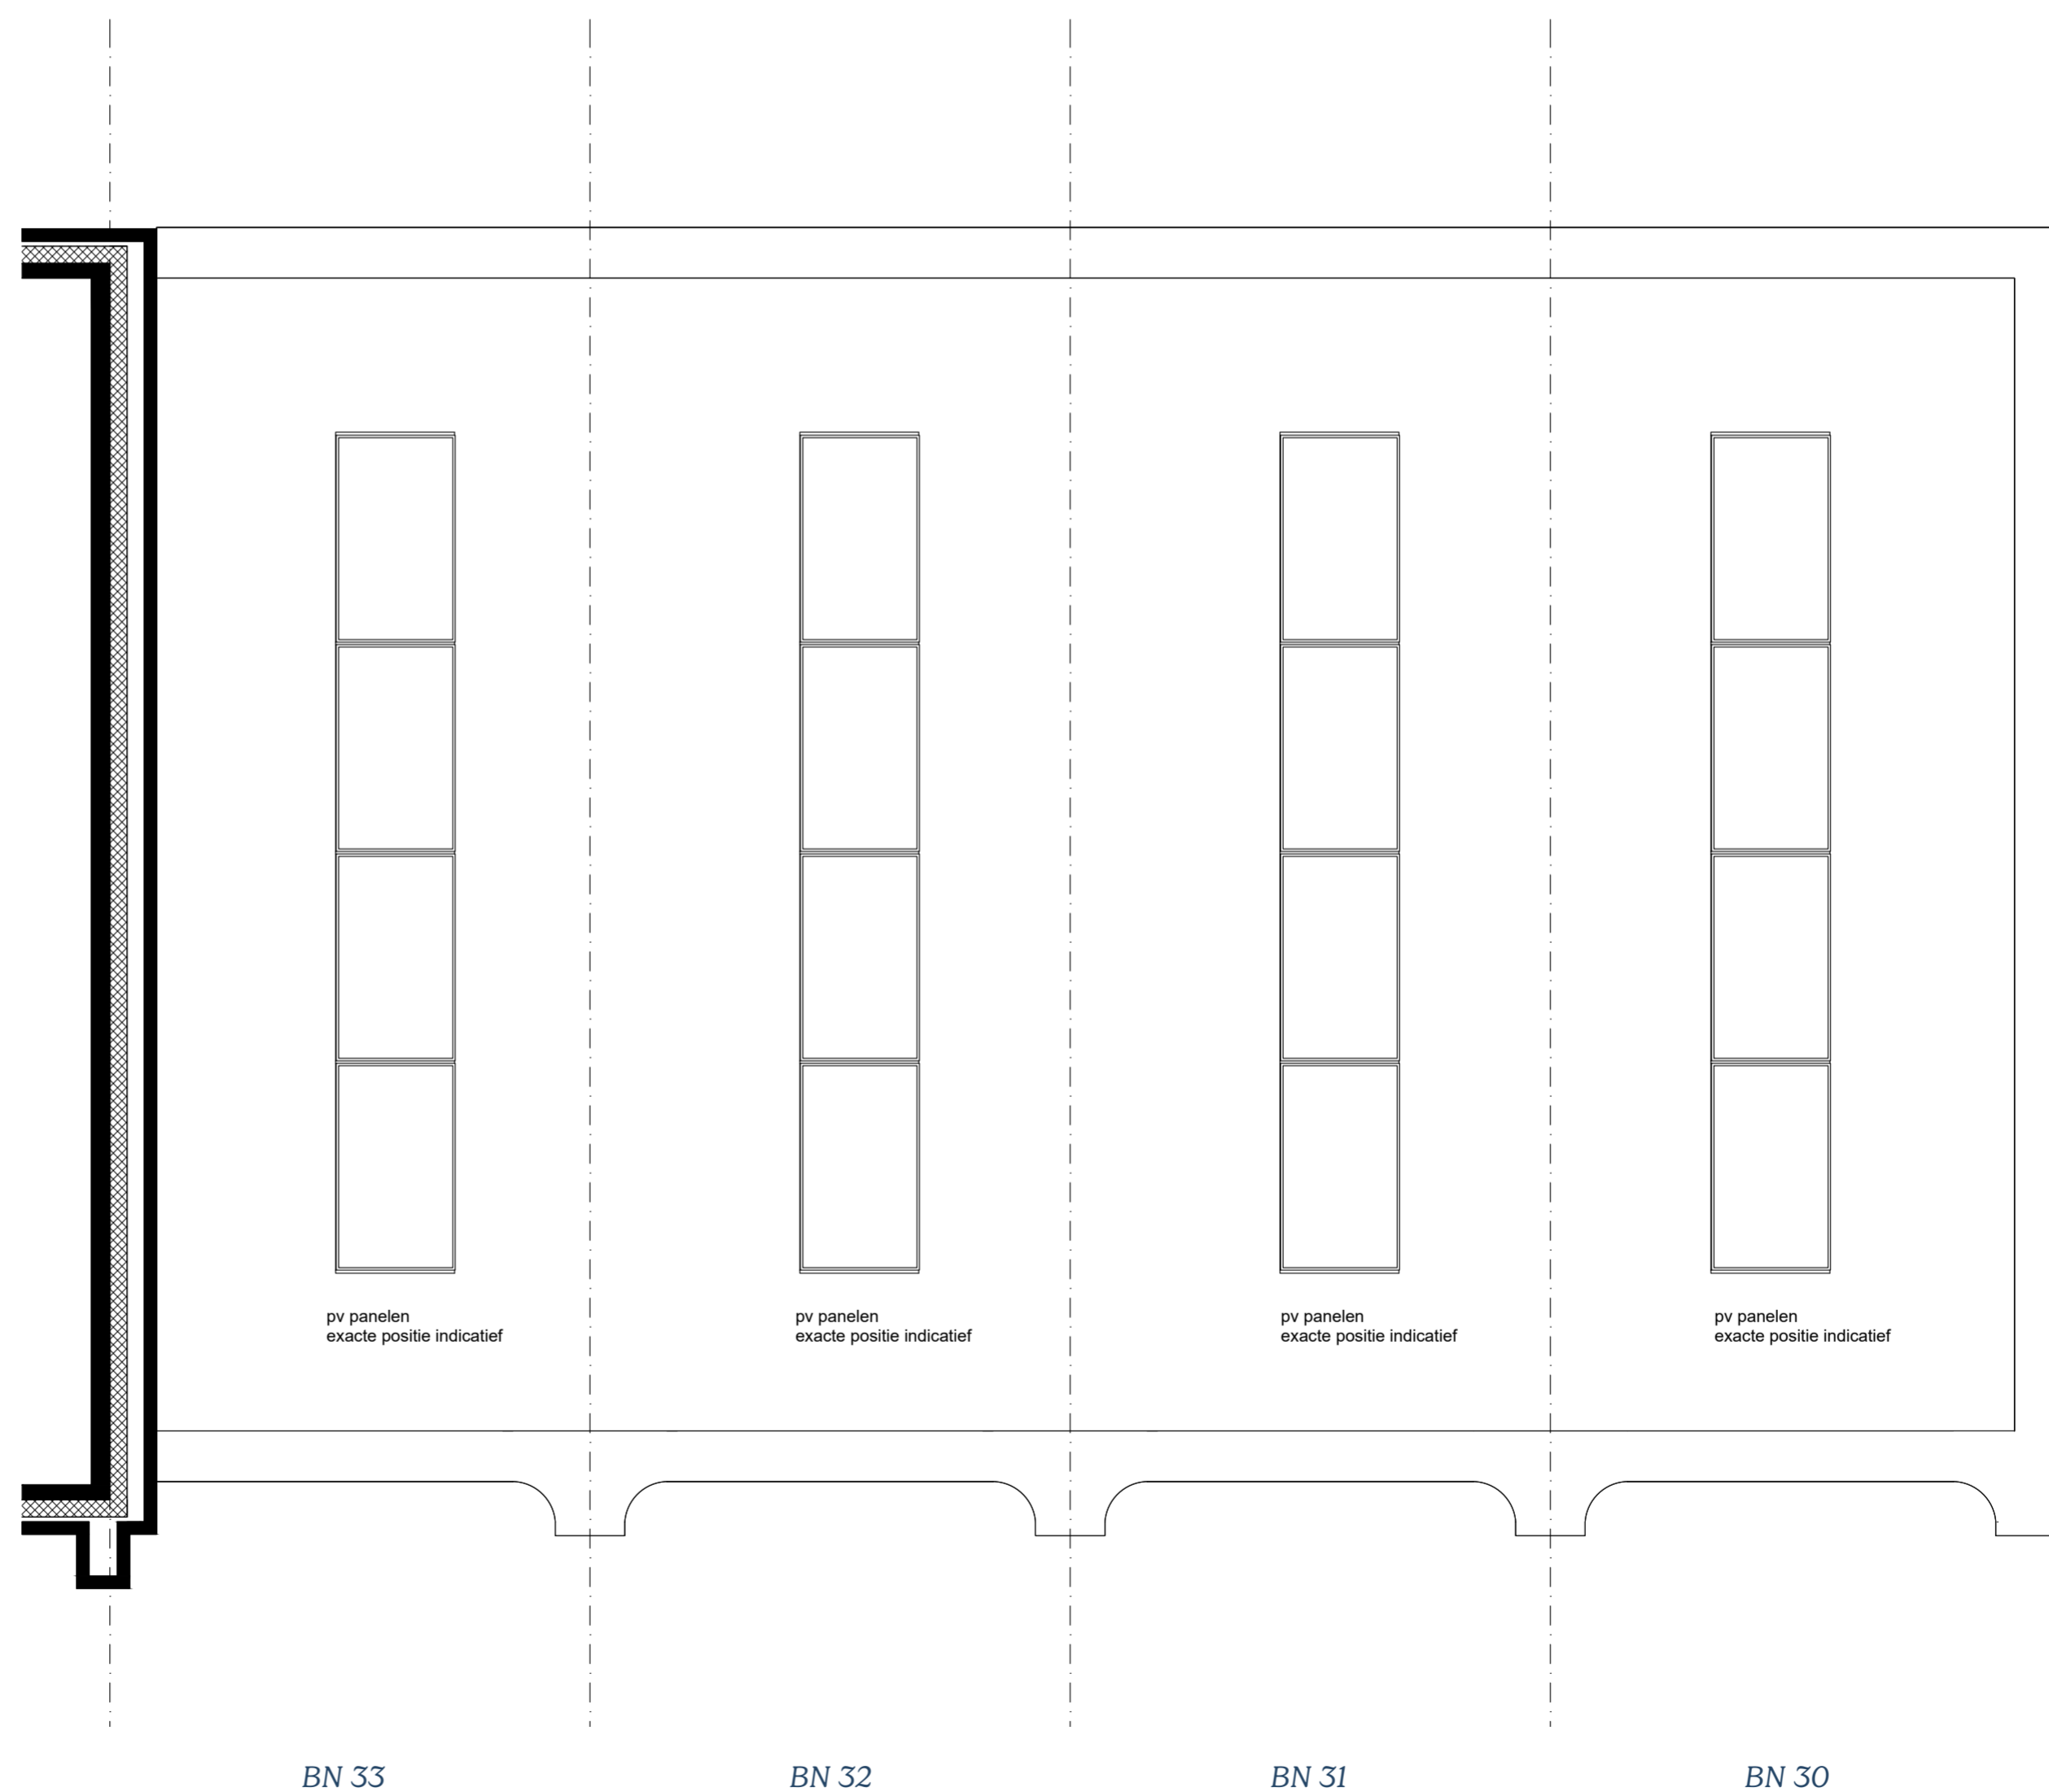 pv panelen
exacte positie indicatief
pv panelen
exacte positie indicatief
pv panelen
exacte positie indicatief
pv panelen
exacte positie indicatief
BN 33
BN 32
BN 31
BN 30